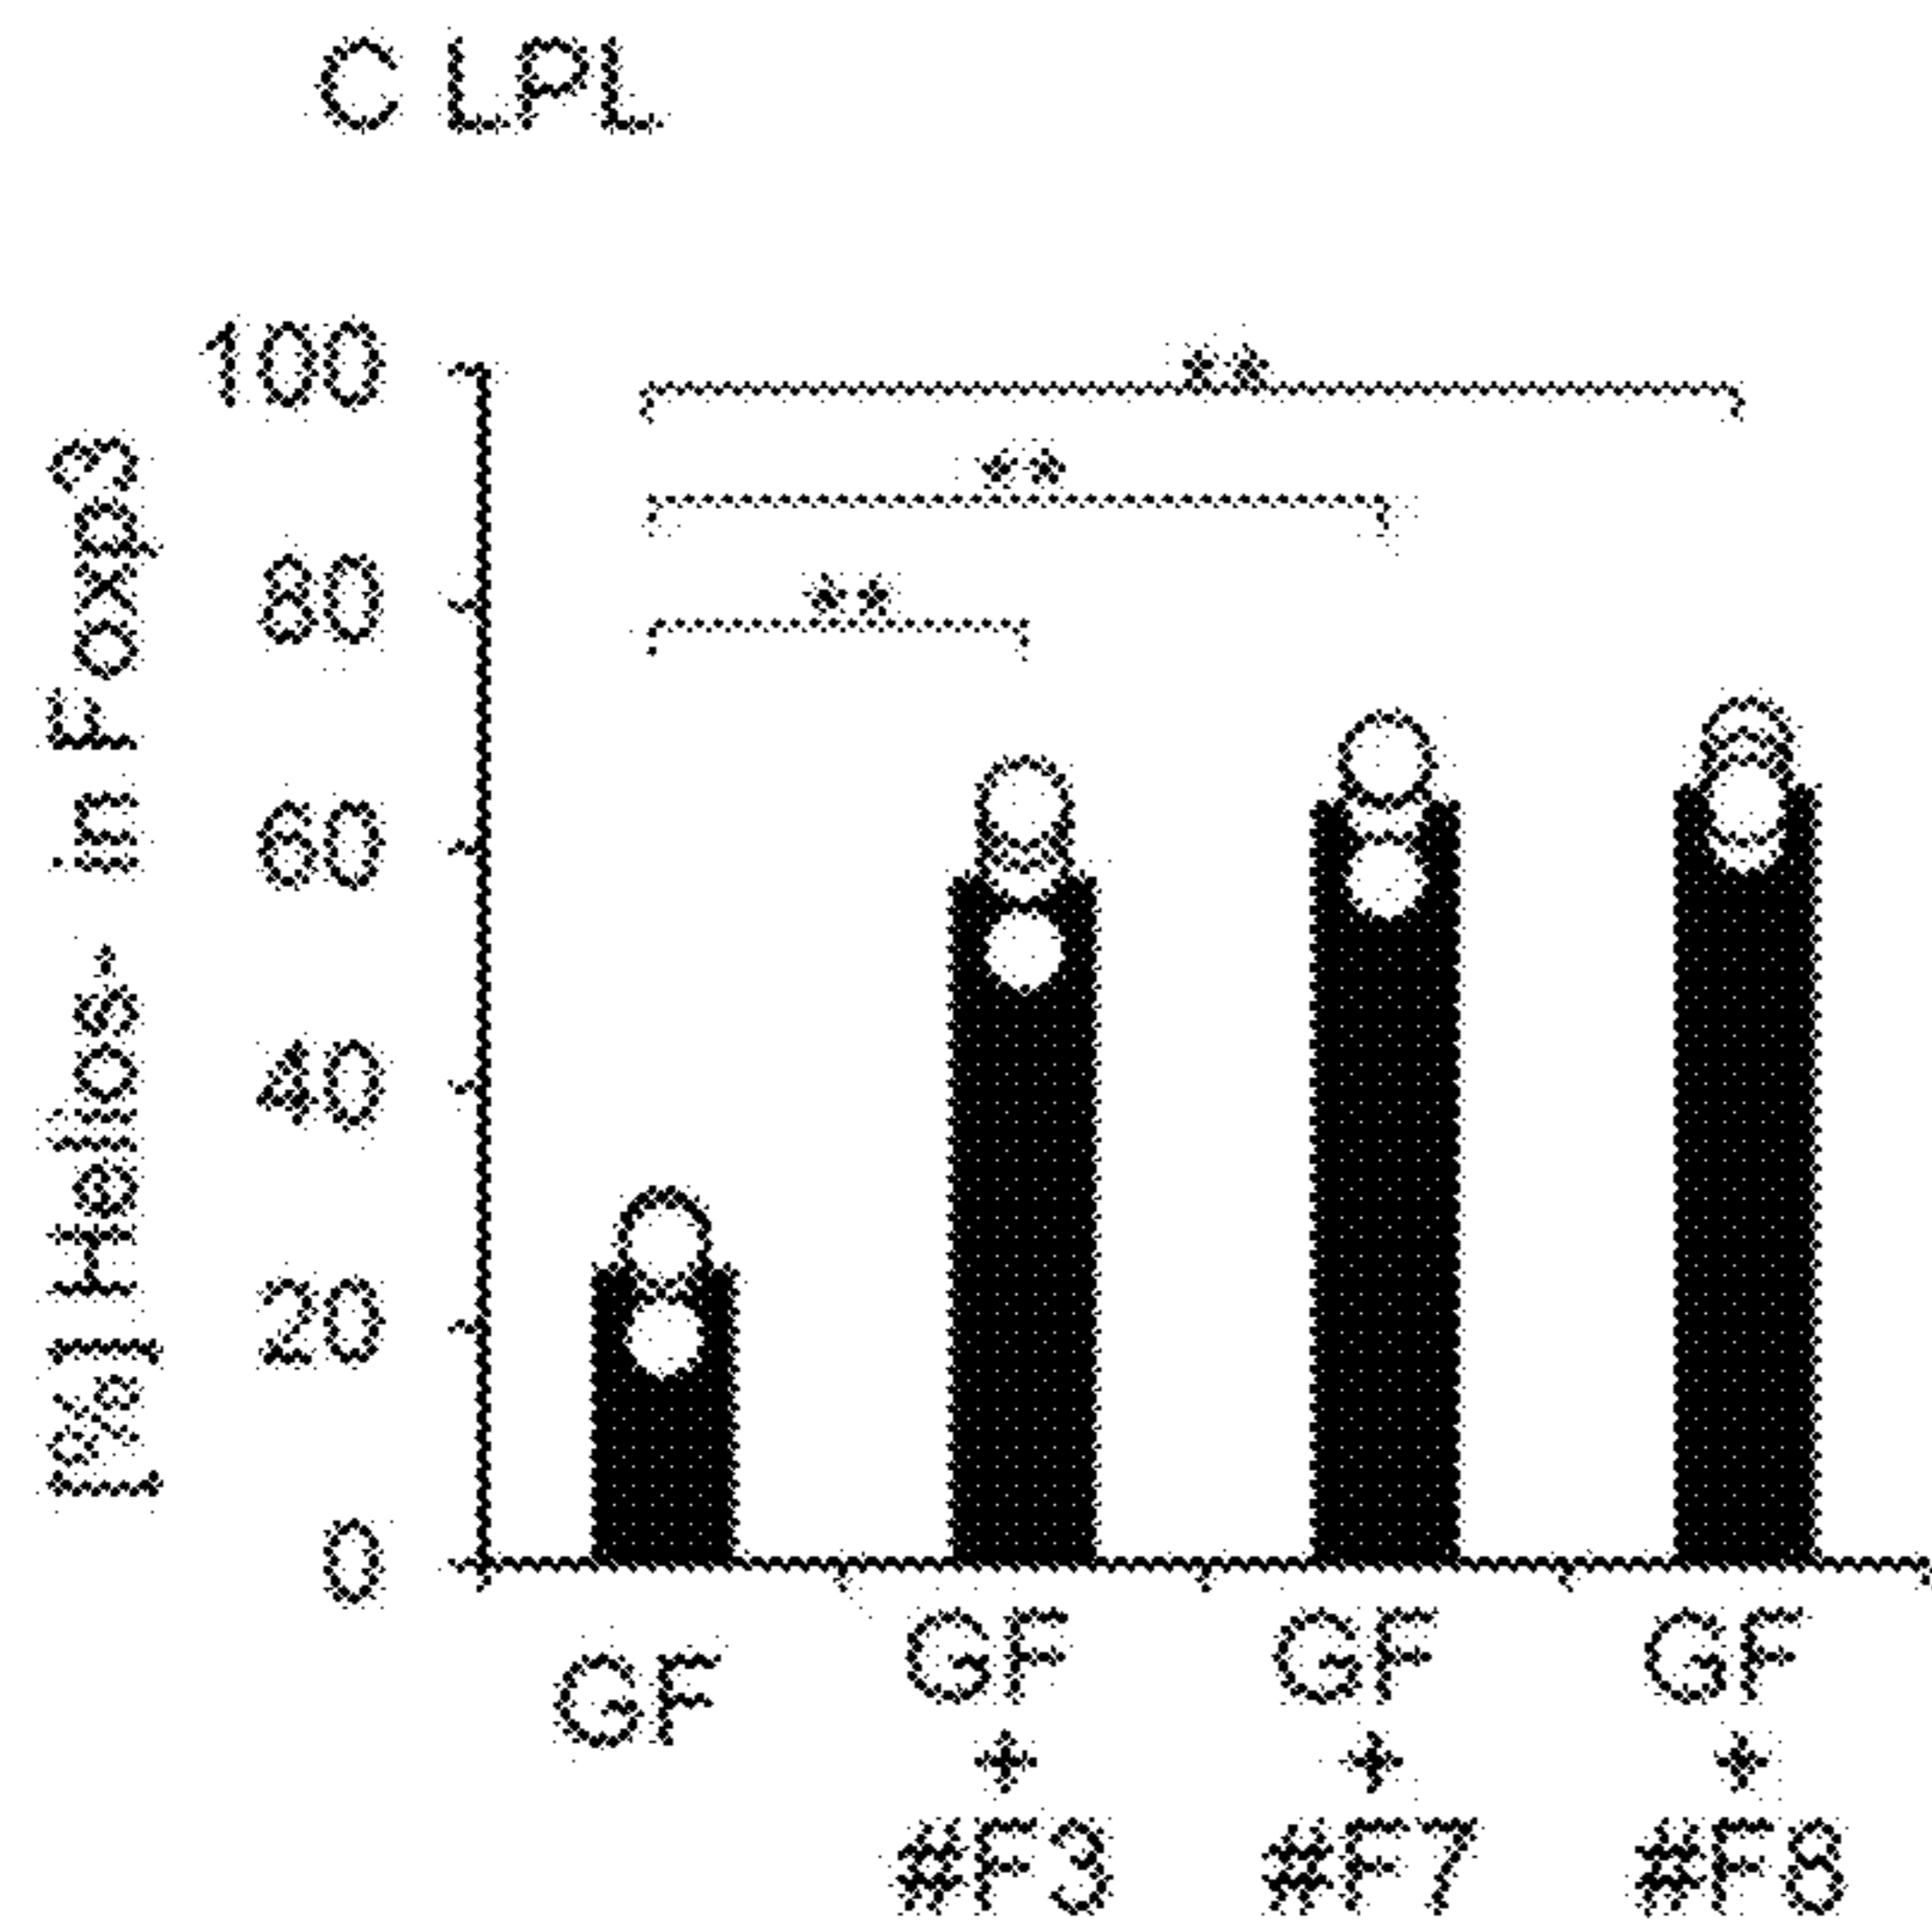 C LPL
[%] Helios- in Foxp3
100
**
**
80
**
60
40
20
0
GF
GF
+
#F3
GF
+
#F7
GF
+
#F8